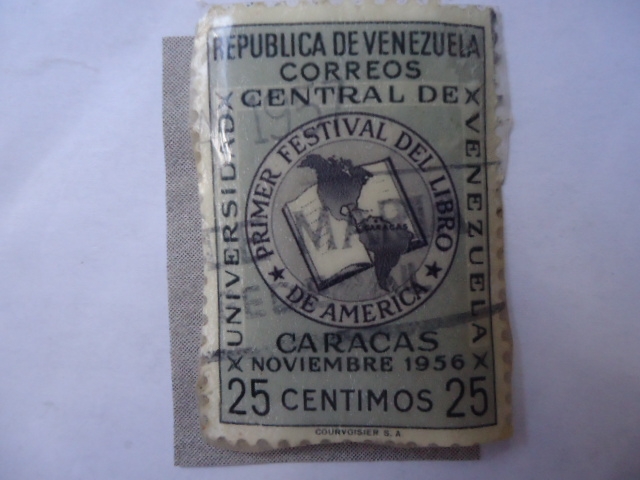 REPUBLICA DE VENEZUELA
CORREOS
UNIVERSIDAD X CENTRAL DE X VENEZUELA X
PRIMER FESTIVAL DEL LIBRO
★ DE AMERICA ★
CARACAS
CARACAS
X NOVIEMBRE 1956
25 CENTIMOS 25
COURVOISIER S. A